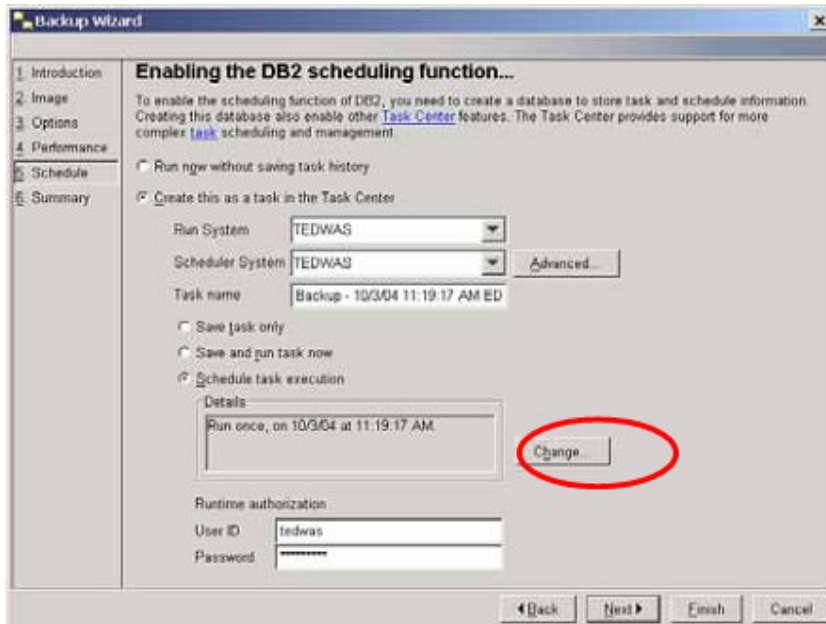 Backup Wizard
1 Introduction
2 Image
3 Options
4 Performance
5 Schedule
6 Summary
Enabling the DB2 scheduling function...
To enable the scheduling function of DB2, you need to create a database to store task and schedule information.
Creating this database also enable other Task Center features. The Task Center provides support for more
complex task scheduling and management.
Run now without saving task history
Create this as a task in the Task Center
Run System TEDWAS
Scheduler System TEDWAS Advanced...
Task name Backup - 10/3/04 11:19:17 AM ED
Save task only
Save and run task now
Schedule task execution
Details
Run once, on 10/3/04 at 11:19:17 AM.
Change...
Runtime authorization
User ID tedwas
Password *********
Back Next Finish Cancel